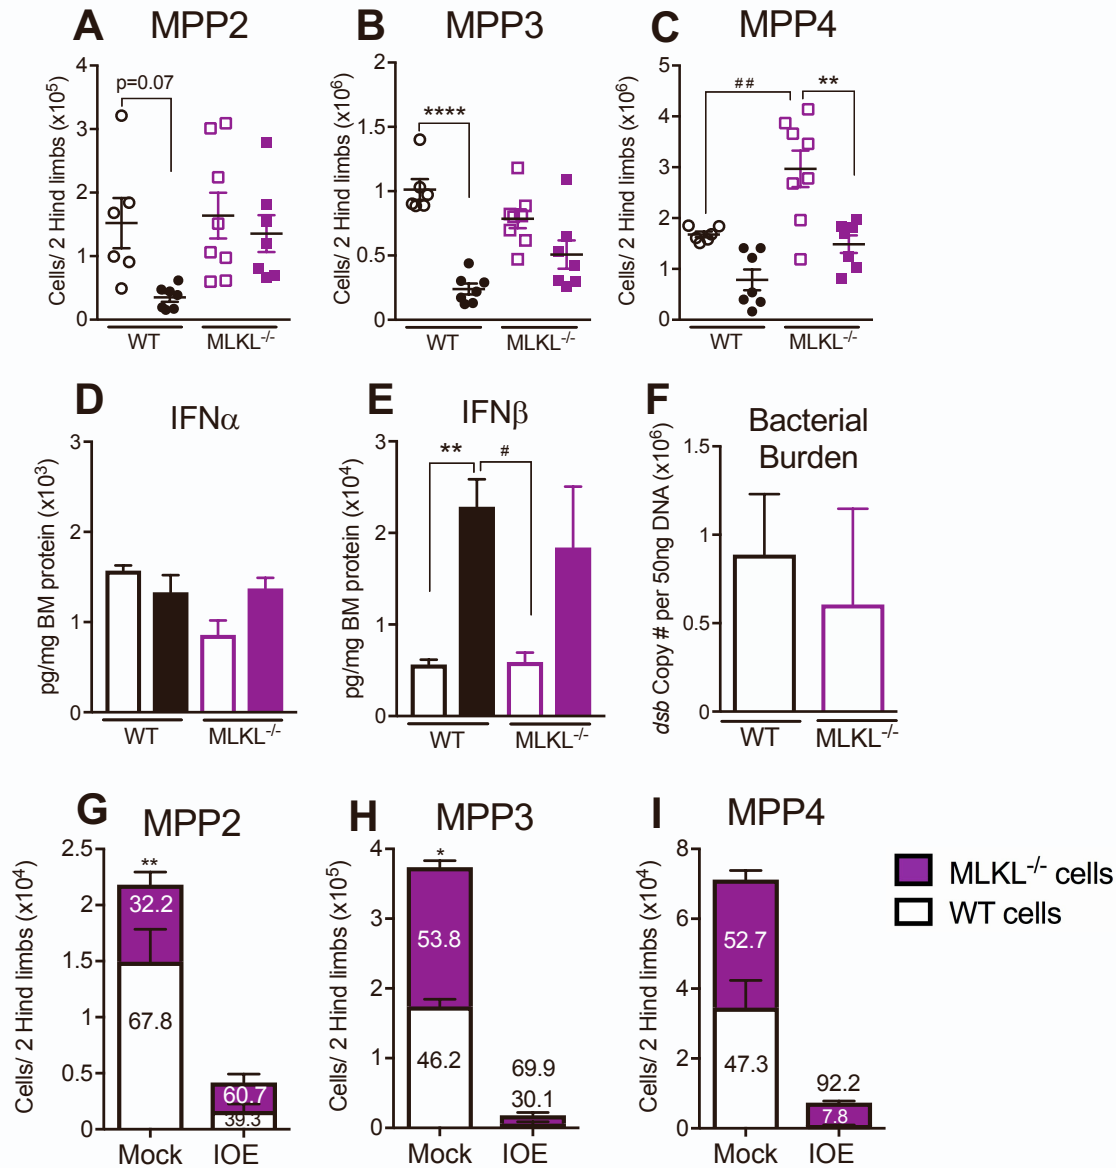 A MPP2
Cells/ 2 Hind limbs (x10⁵)
4
3
2
1
0
p=0.07
WT
MLKL-/-
B MPP3
Cells/ 2 Hind limbs (x10⁶)
2
1.5
1
0.5
0
****
WT
MLKL-/-
C MPP4
Cells/ 2 Hind limbs (x10⁶)
5
4
3
2
1
0
##
**
WT
MLKL-/-
D IFNα
pg/mg BM protein (x10³)
3
2
1
0
WT
MLKL-/-
E IFNβ
pg/mg BM protein (x10⁴)
3
2
1
0
**
#
WT
MLKL-/-
F Bacterial
Burden
dsb Copy # per 50ng DNA (x10⁶)
1.5
1
0.5
0
WT
MLKL-/-
G MPP2
Cells/ 2 Hind limbs (x10⁴)
2.5
2
1.5
1
0.5
0
**
32.2
67.8
60.7
39.3
Mock
IOE
H MPP3
Cells/ 2 Hind limbs (x10⁵)
4
3
2
1
0
*
53.8
46.2
69.9
30.1
Mock
IOE
I MPP4
Cells/ 2 Hind limbs (x10⁴)
8
6
4
2
0
52.7
47.3
92.2
7.8
Mock
IOE
MLKL-/- cells
WT cells